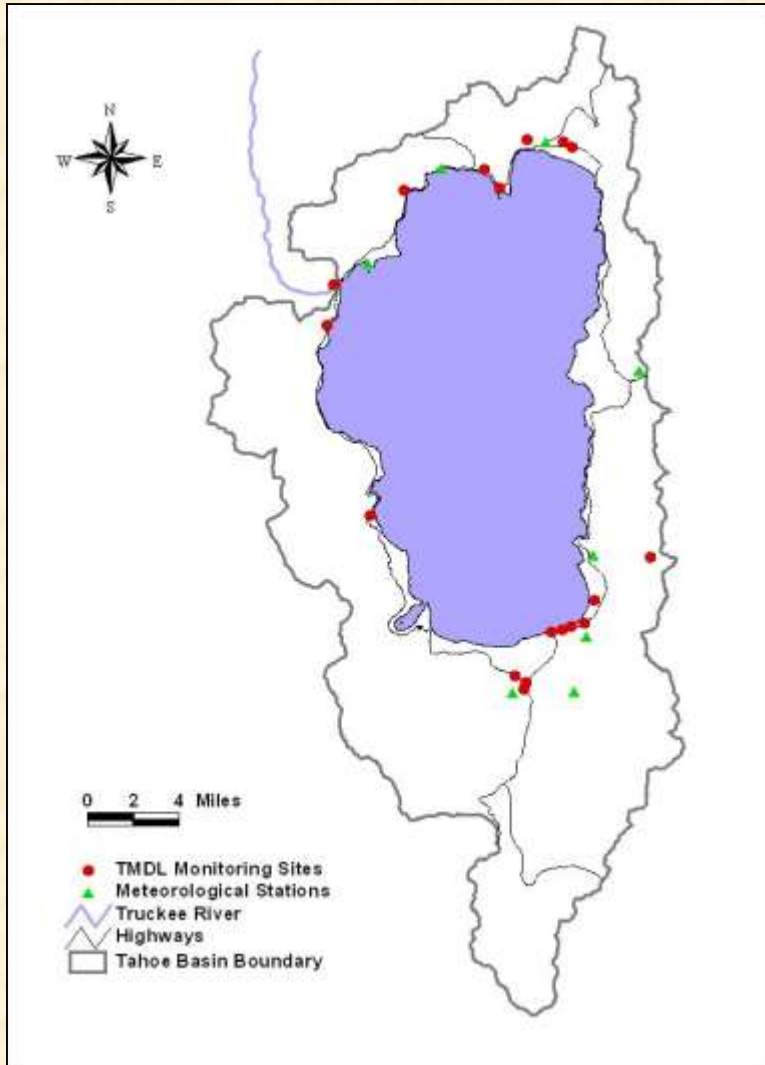 N
W E
S
0 2 4 Miles
TMDL Monitoring Sites
Meteorological Stations
Truckee River
Highways
Tahoe Basin Boundary